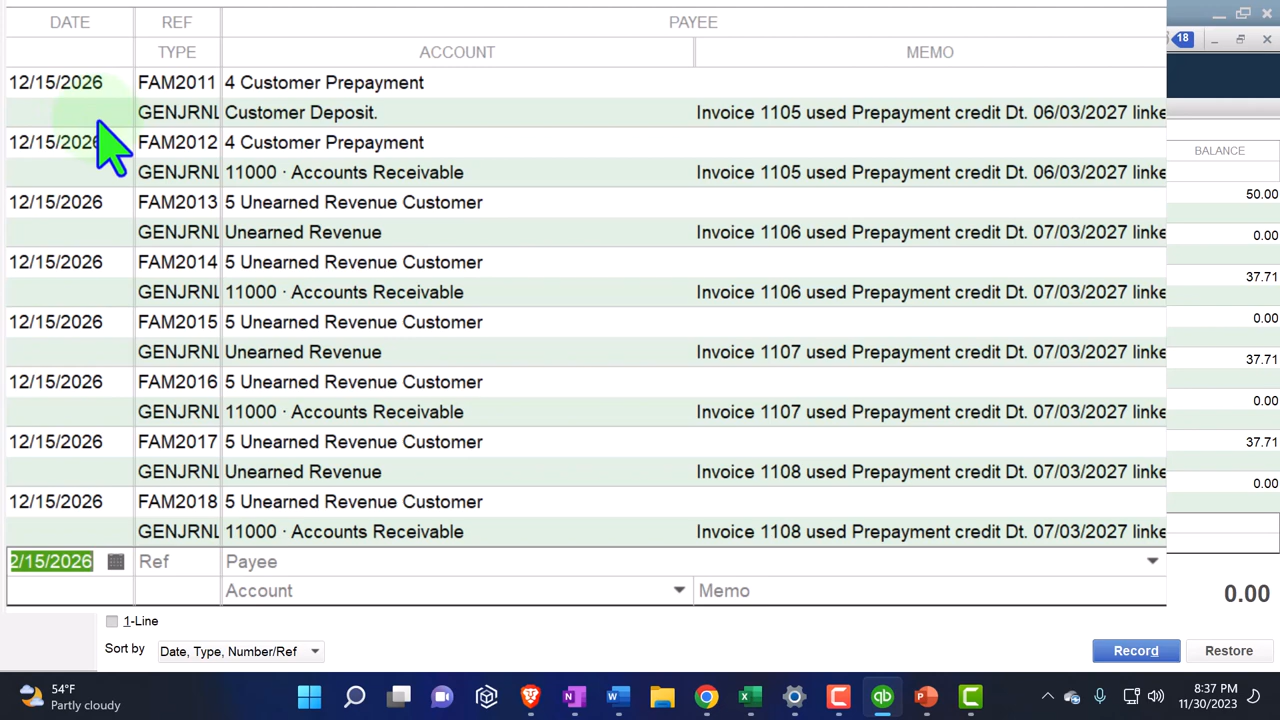 DATE REF PAYEE
TYPE ACCOUNT MEMO
18
BALANCE
12/15/2026 FAM2011 4 Customer Prepayment
GENJRNL Customer Deposit. Invoice 1105 used Prepayment credit Dt. 06/03/2027 linke
12/15/2026 FAM2012 4 Customer Prepayment
GENJRNL 11000 · Accounts Receivable Invoice 1105 used Prepayment credit Dt. 06/03/2027 linke
50.00
12/15/2026 FAM2013 5 Unearned Revenue Customer
GENJRNL Unearned Revenue Invoice 1106 used Prepayment credit Dt. 07/03/2027 linke
0.00
12/15/2026 FAM2014 5 Unearned Revenue Customer
GENJRNL 11000 · Accounts Receivable Invoice 1106 used Prepayment credit Dt. 07/03/2027 linke
37.71
12/15/2026 FAM2015 5 Unearned Revenue Customer
0.00
GENJRNL Unearned Revenue Invoice 1107 used Prepayment credit Dt. 07/03/2027 linke
37.71
12/15/2026 FAM2016 5 Unearned Revenue Customer
0.00
GENJRNL 11000 · Accounts Receivable Invoice 1107 used Prepayment credit Dt. 07/03/2027 linke
12/15/2026 FAM2017 5 Unearned Revenue Customer
37.71
GENJRNL Unearned Revenue Invoice 1108 used Prepayment credit Dt. 07/03/2027 linke
0.00
12/15/2026 FAM2018 5 Unearned Revenue Customer
GENJRNL 11000 · Accounts Receivable Invoice 1108 used Prepayment credit Dt. 07/03/2027 linke
2/15/2026 Ref Payee
Account Memo
0.00
1-Line
Sort by Date, Type, Number/Ref
Record Restore
54°F
Partly cloudy
8:37 PM
11/30/2023